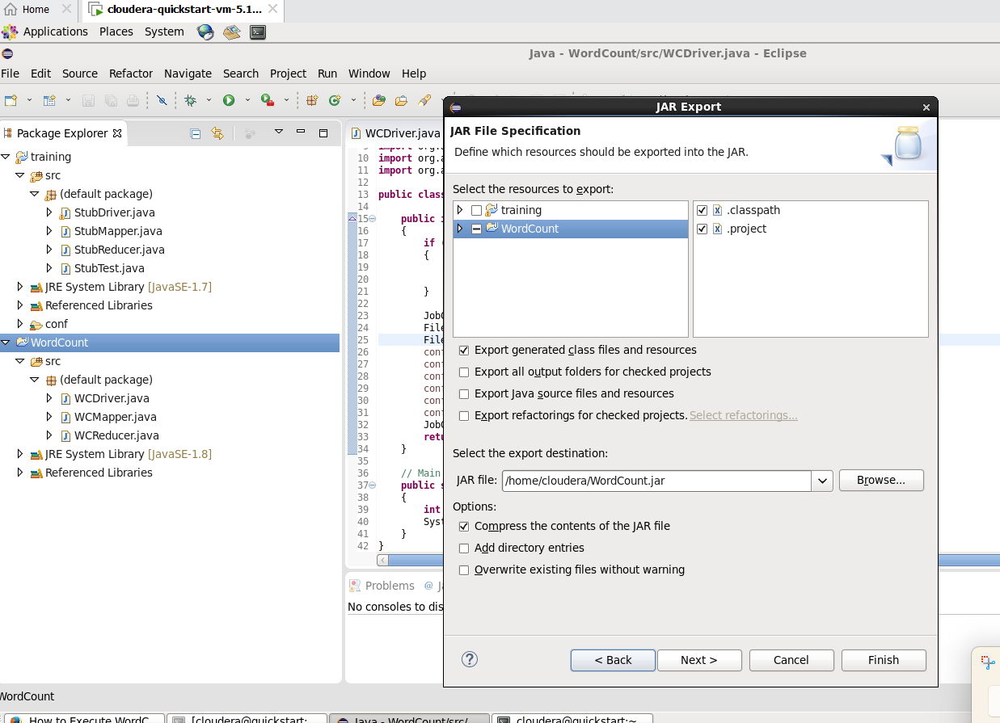 Home
cloudera-quickstart-vm-5.1...
Applications Places System
Java - WordCount/src/WCDriver.java - Eclipse
File Edit Source Refactor Navigate Search Project Run Window Help
Package Explorer
training
src
(default package)
StubDriver.java
StubMapper.java
StubReducer.java
StubTest.java
JRE System Library [JavaSE-1.7]
Referenced Libraries
conf
WordCount
src
(default package)
WCDriver.java
WCMapper.java
WCReducer.java
JRE System Library [JavaSE-1.8]
Referenced Libraries
WCDriver.java
9 import org.
10 import org.a
11 import org.a
12
13 public class
14
15 public i
16 {
17 if
18 {
19
20
21 }
22
23 JobC
24 File
25 File
26 conf
27 conf
28 conf
29 conf
30 conf
31 conf
32 JobC
33 retu
34 }
35
36 // Main
37 public s
38 {
39 int
40 Syst
41 }
42 }
Problems @ Ja
No consoles to dis
JAR Export
JAR File Specification
Define which resources should be exported into the JAR.
Select the resources to export:
training
WordCount
.classpath
.project
Export generated class files and resources
Export all output folders for checked projects
Export Java source files and resources
Export refactorings for checked projects. Select refactorings...
Select the export destination:
JAR file: /home/cloudera/WordCount.jar Browse...
Options:
Compress the contents of the JAR file
Add directory entries
Overwrite existing files without warning
? < Back Next > Cancel Finish
WordCount
How to Execute WordC... [cloudera@quickstart: Java - WordCount/src/... cloudera@quickstart:~